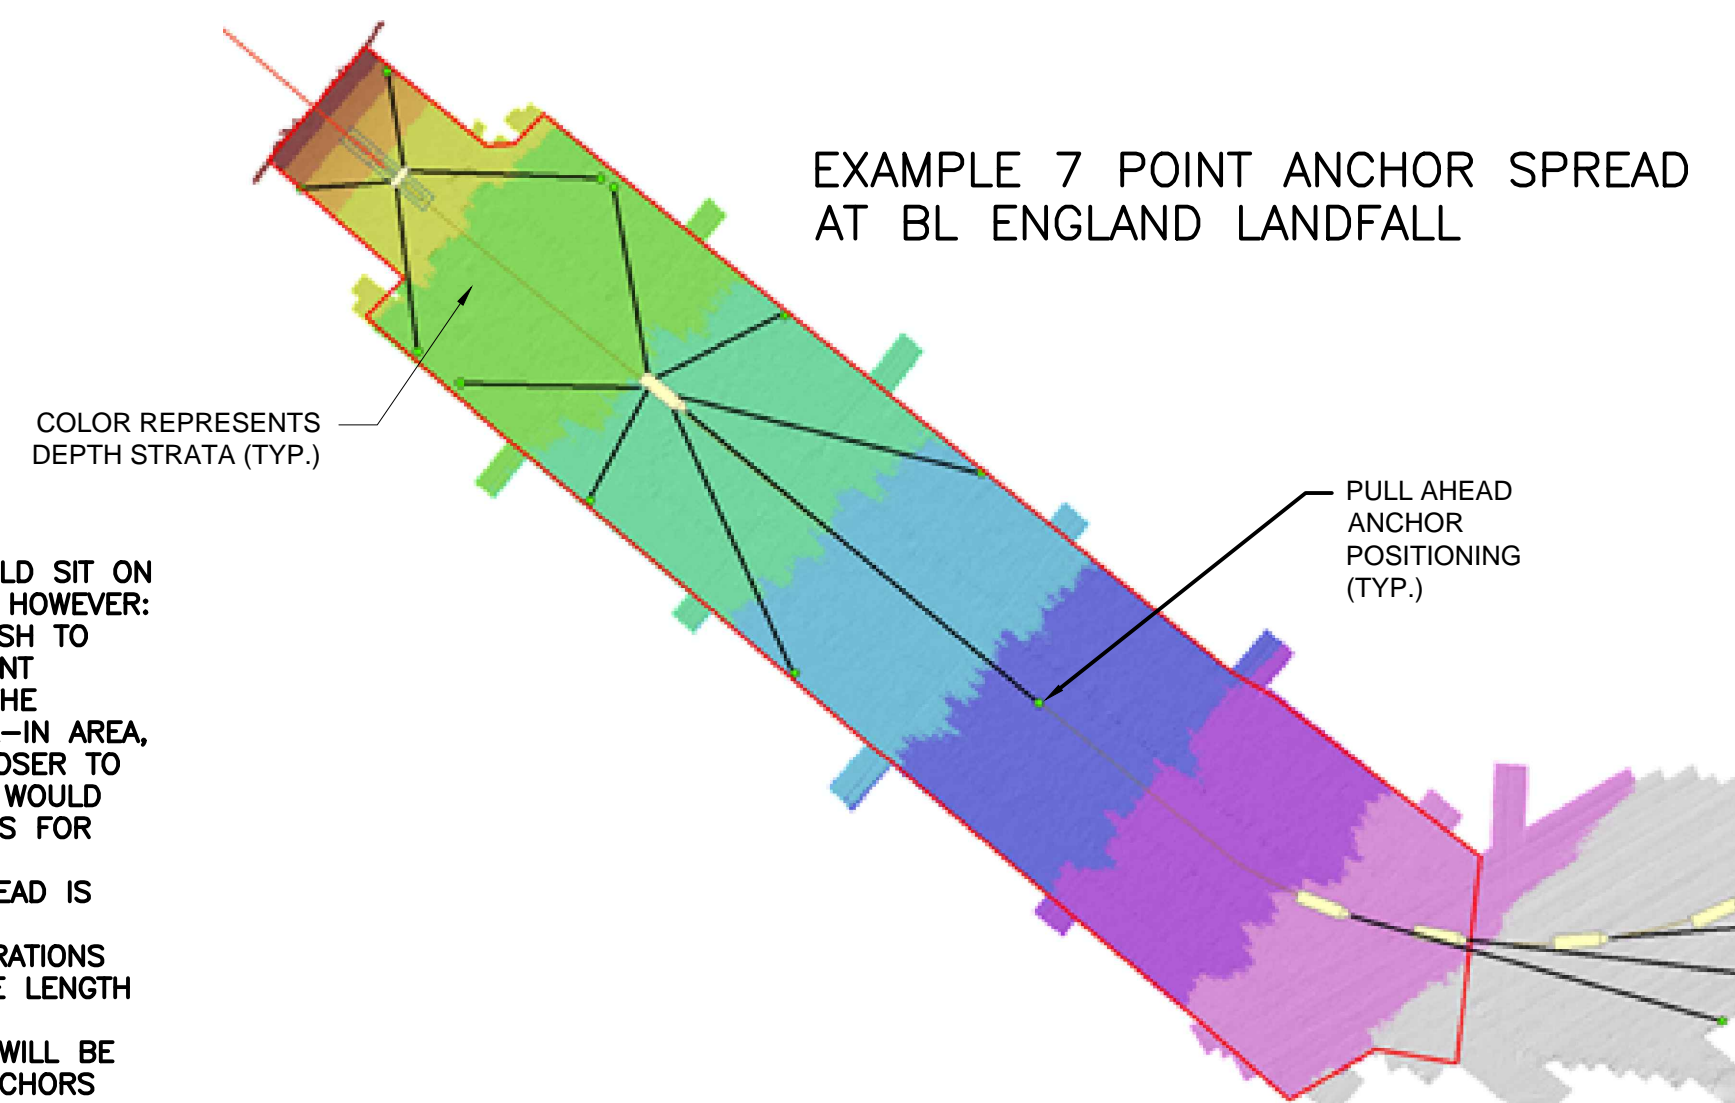 EXAMPLE 7 POINT ANCHOR SPREAD
AT BL ENGLAND LANDFALL
COLOR REPRESENTS
DEPTH STRATA (TYP.)
PULL AHEAD
ANCHOR
POSITIONING
(TYP.)
LD SIT ON
HOWEVER:
SH TO
NT
HE
-IN AREA,
OSER TO
WOULD
S FOR
EAD IS
RATIONS
E LENGTH
WILL BE
CHORS